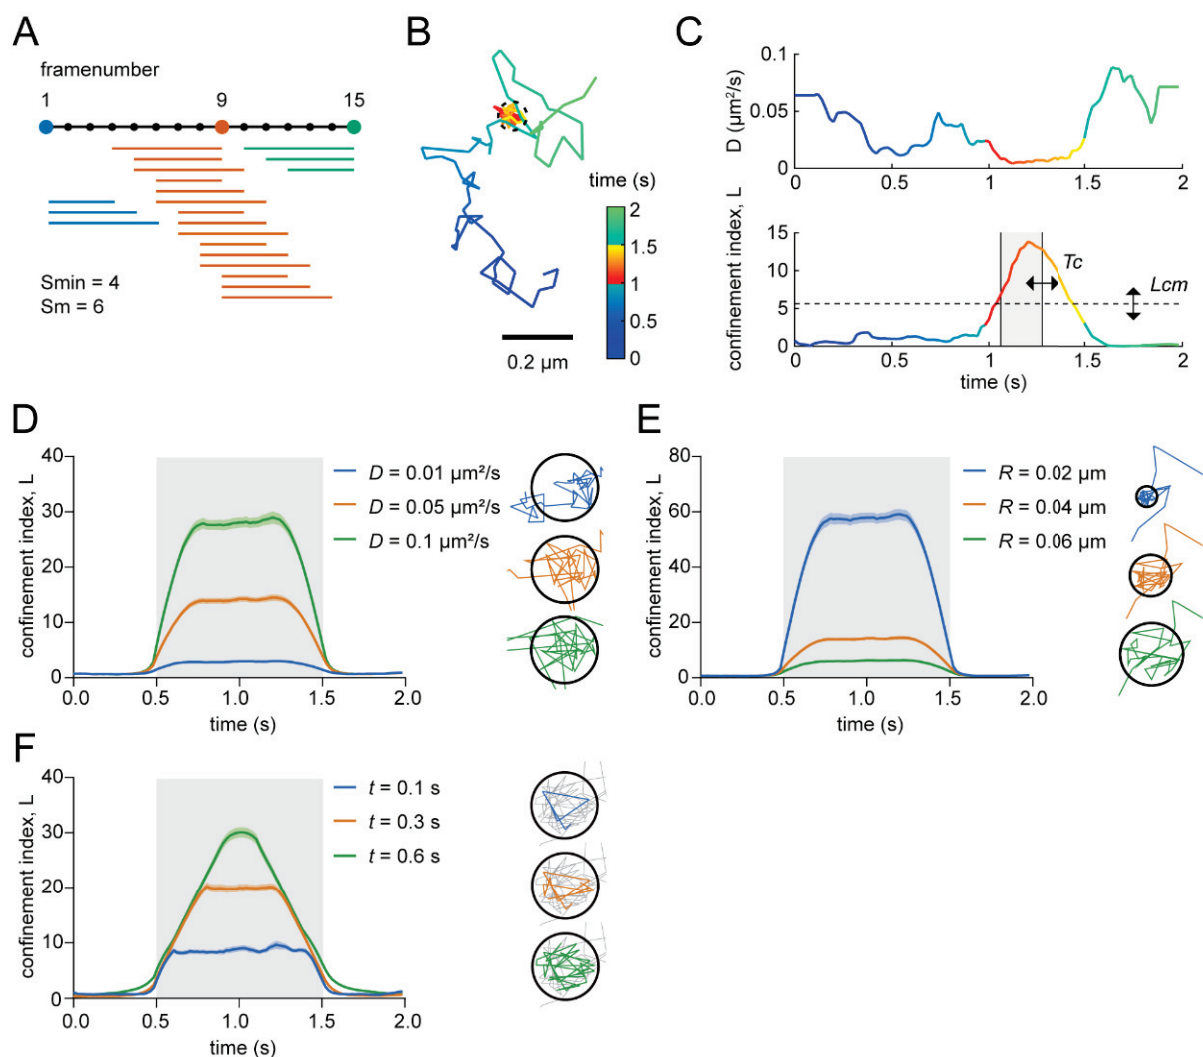 A
framenumber
1
9
15
Smin = 4
Sm = 6
B
time (s)
2
1.5
1
0.5
0
0.2 µm
C
D (µm²/s)
0.1
0.05
0
0
0.5
1
1.5
2
confinement index, L
15
10
5
0
Tc
Lcm
0
0.5
1
1.5
2
time (s)
D
confinement index, L
40
30
20
10
0
0.0
0.5
1.0
1.5
2.0
time (s)
D = 0.01 µm²/s
D = 0.05 µm²/s
D = 0.1 µm²/s
E
confinement index, L
80
60
40
20
0
0.0
0.5
1.0
1.5
2.0
time (s)
R = 0.02 µm
R = 0.04 µm
R = 0.06 µm
F
confinement index, L
40
30
20
10
0
0.0
0.5
1.0
1.5
2.0
time (s)
t = 0.1 s
t = 0.3 s
t = 0.6 s